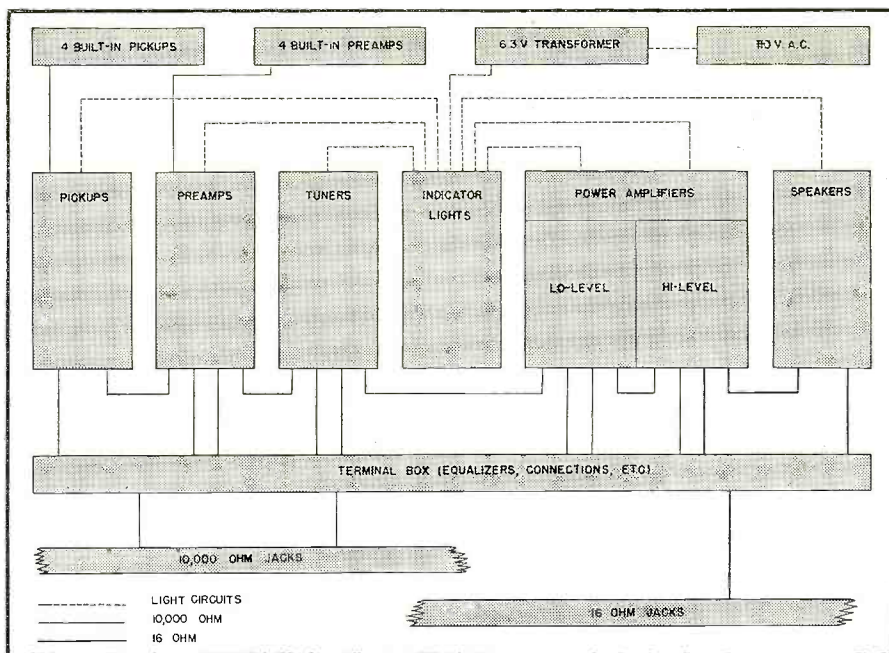 4 BUILT-IN PICKUPS
4 BUILT-IN PREAMPS
6.3 V TRANSFORMER
110 V. A.C.
PICKUPS
PREAMPS
TUNERS
INDICATOR
LIGHTS
POWER AMPLIFIERS
SPEAKERS
LO-LEVEL
HI-LEVEL
TERMINAL BOX (EQUALIZERS, CONNECTIONS, ETC)
10,000 OHM JACKS
16 OHM JACKS
LIGHT CIRCUITS
10,000 OHM
16 OHM